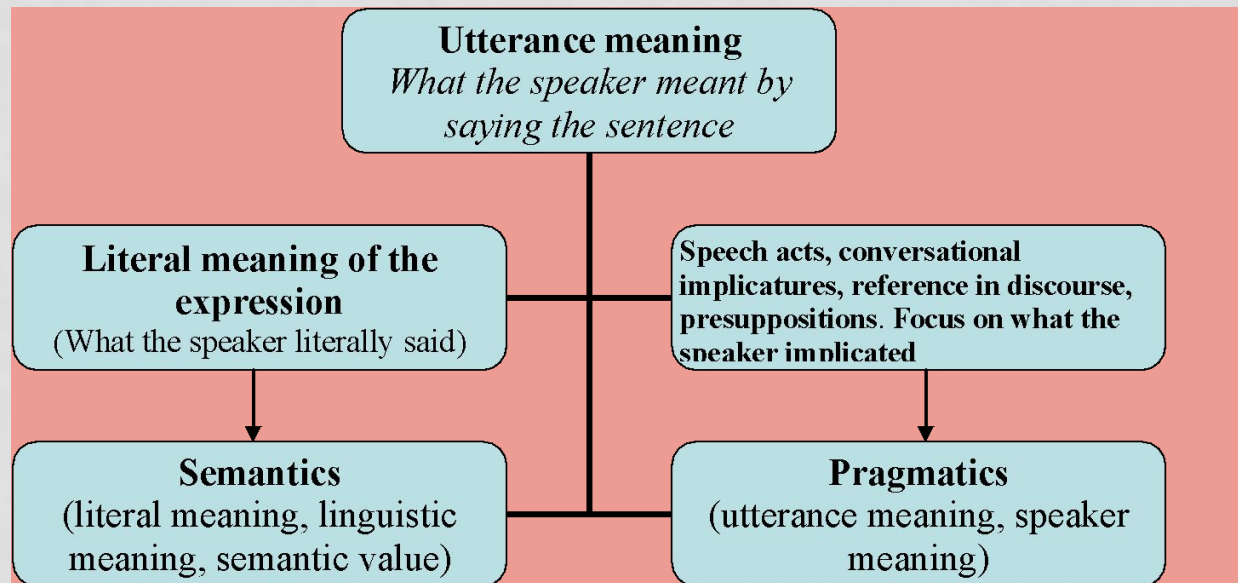 Utterance meaning
What the speaker meant by
saying the sentence
Literal meaning of the
expression
(What the speaker literally said)
Speech acts, conversational
implicatures, reference in discourse,
presuppositions. Focus on what the
speaker implicated
Semantics
(literal meaning, linguistic
meaning, semantic value)
Pragmatics
(utterance meaning, speaker
meaning)